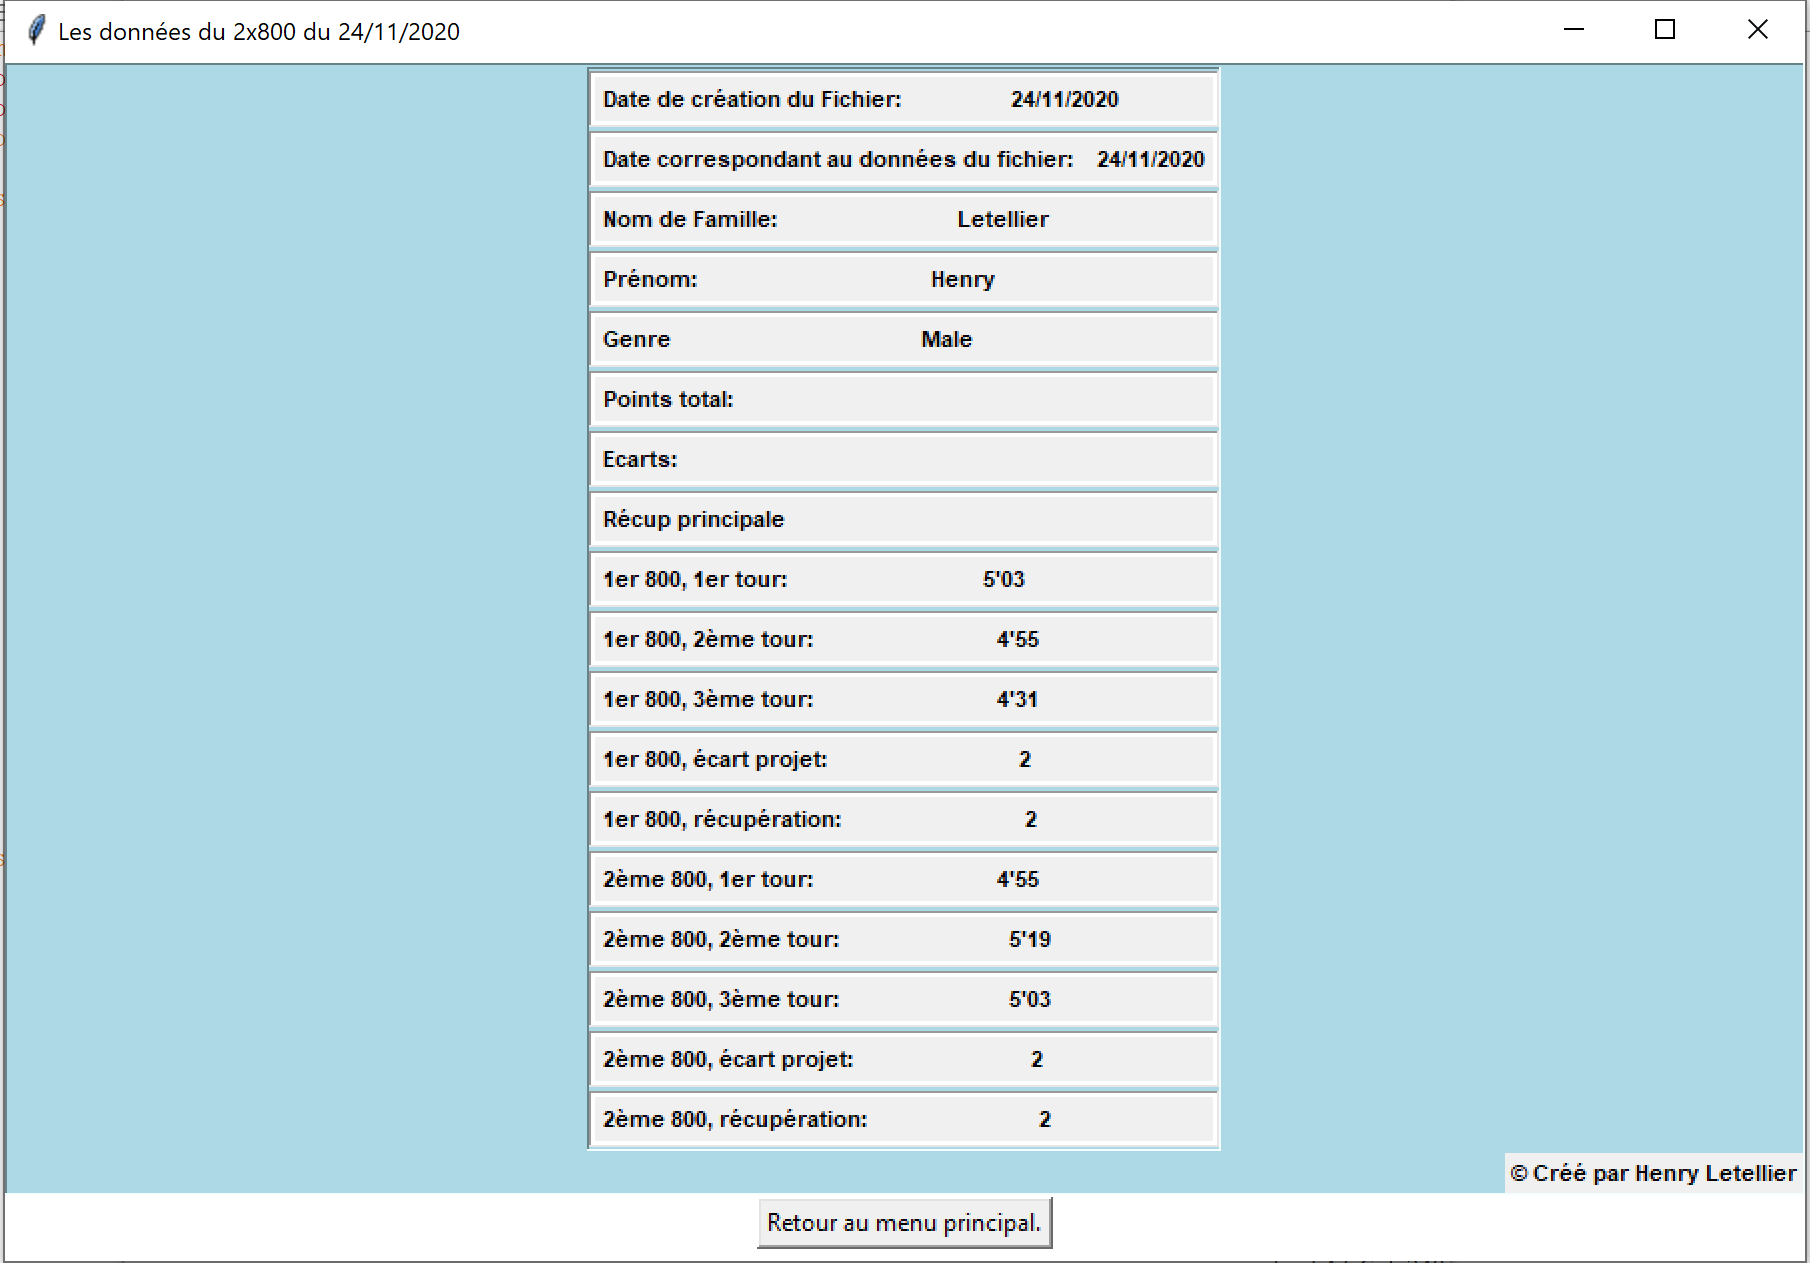 Les données du 2x800 du 24/11/2020
Date de création du Fichier: 24/11/2020
Date correspondant au données du fichier: 24/11/2020
Nom de Famille: Letellier
Prénom: Henry
Genre Male
Points total:
Ecarts:
Récup principale
1er 800, 1er tour: 5'03
1er 800, 2ème tour: 4'55
1er 800, 3ème tour: 4'31
1er 800, écart projet: 2
1er 800, récupération: 2
2ème 800, 1er tour: 4'55
2ème 800, 2ème tour: 5'19
2ème 800, 3ème tour: 5'03
2ème 800, écart projet: 2
2ème 800, récupération: 2
© Créé par Henry Letellier
Retour au menu principal.